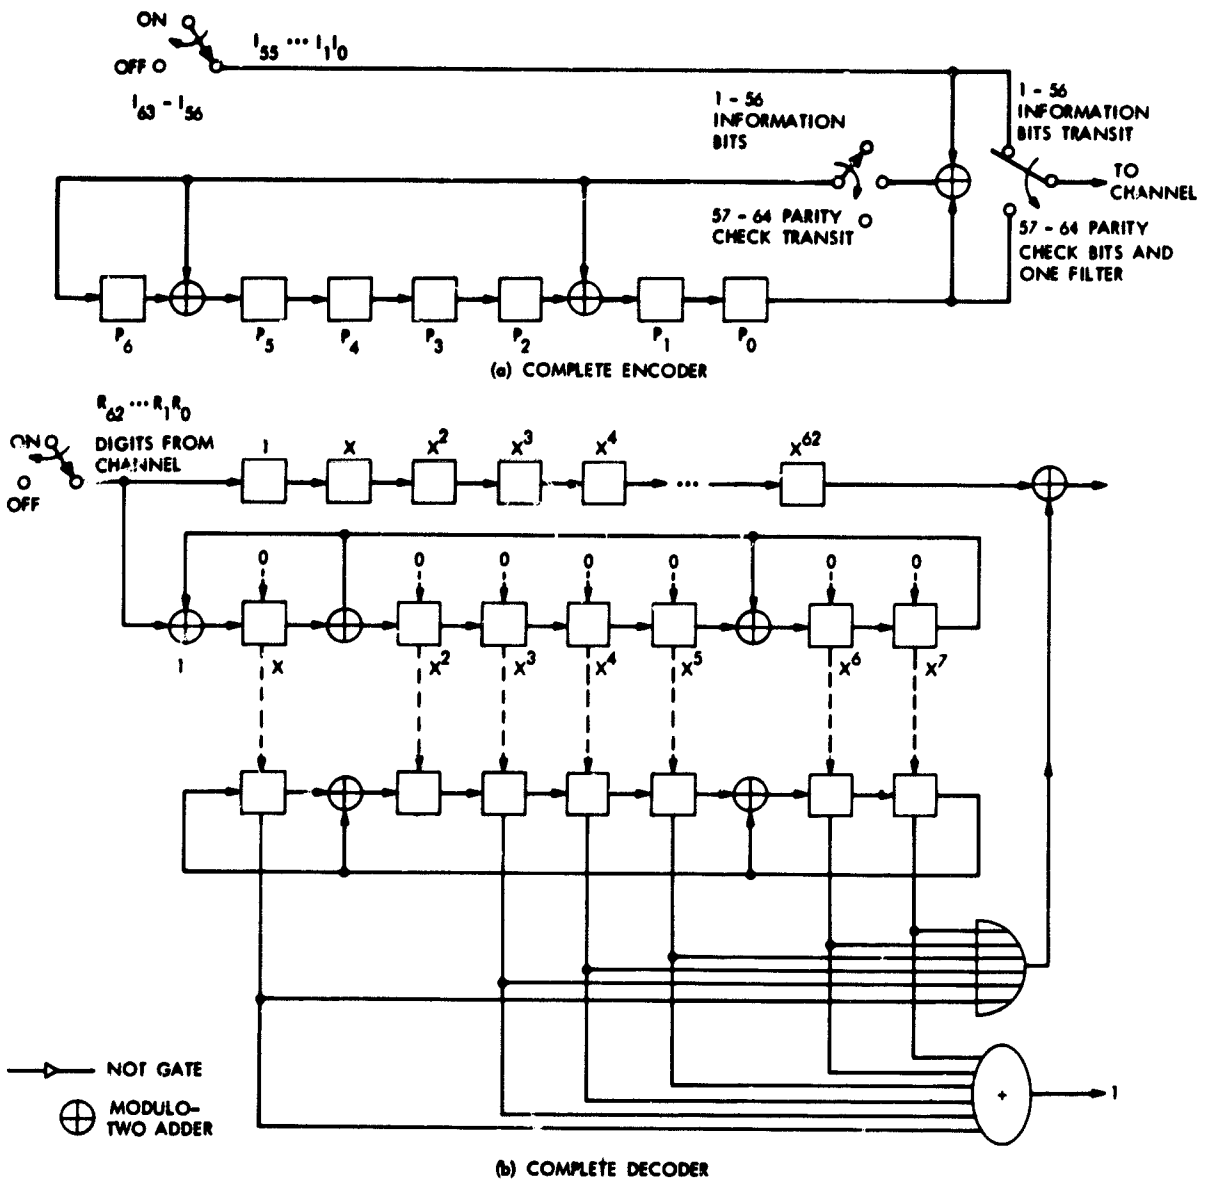 ON
I55 ... I1I0
OFF
I63 - I56
1 - 56
INFORMATION
BITS
1 - 56
INFORMATION
BITS TRANSIT
TO
CHANNEL
57 - 64 PARITY
CHECK TRANSIT
57 - 64 PARITY
CHECK BITS AND
ONE FILTER
P6 P5 P4 P3 P2 P1 P0
(a) COMPLETE ENCODER
R62 ... R1R0
ON
DIGITS FROM
CHANNEL
OFF
1 X X² X³ X⁴ ... X⁶²
0 0 0 0 0 0 0
1 X X² X³ X⁴ X⁵ X⁶ X⁷
NOT GATE
MODULO-
TWO ADDER
+
1
(b) COMPLETE DECODER